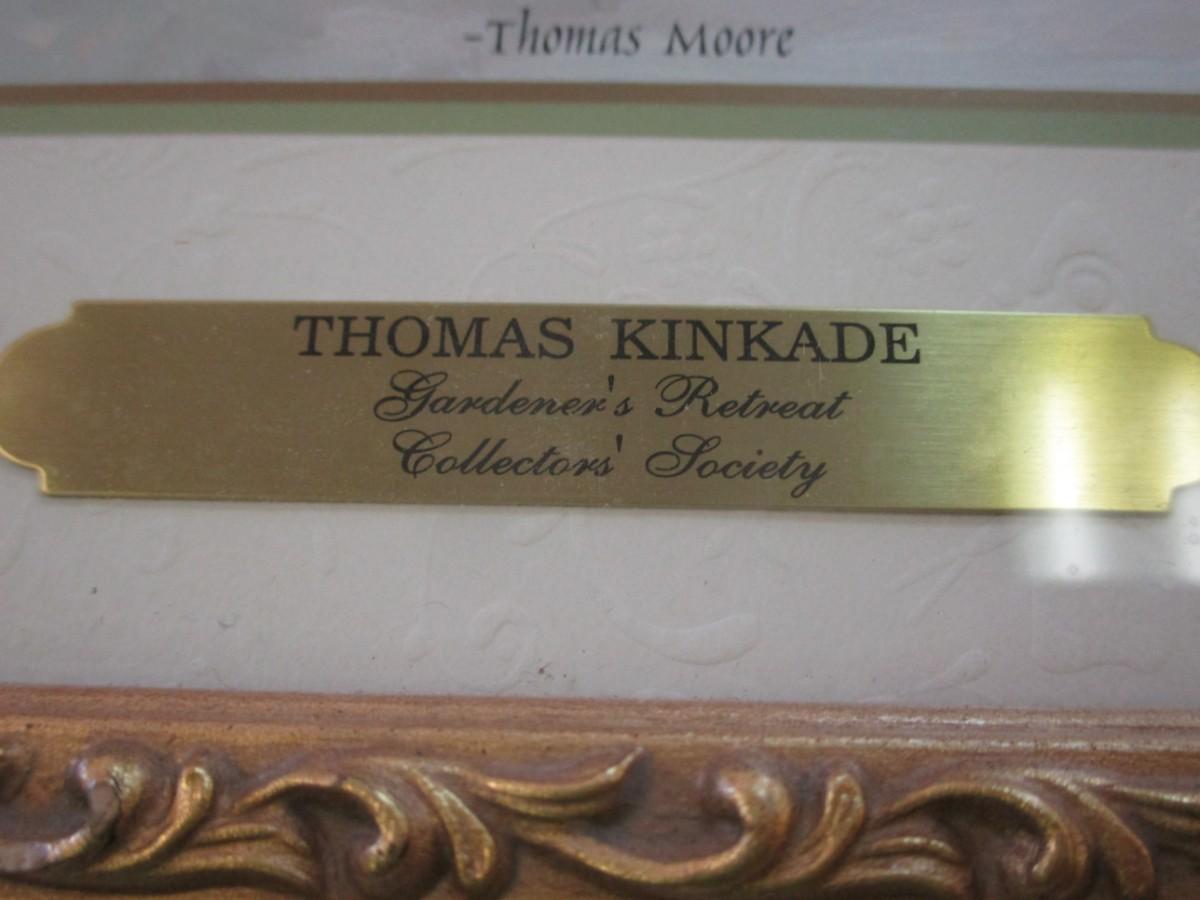 -Thomas Moore
THOMAS KINKADE
Gardener's Retreat
Collectors' Society